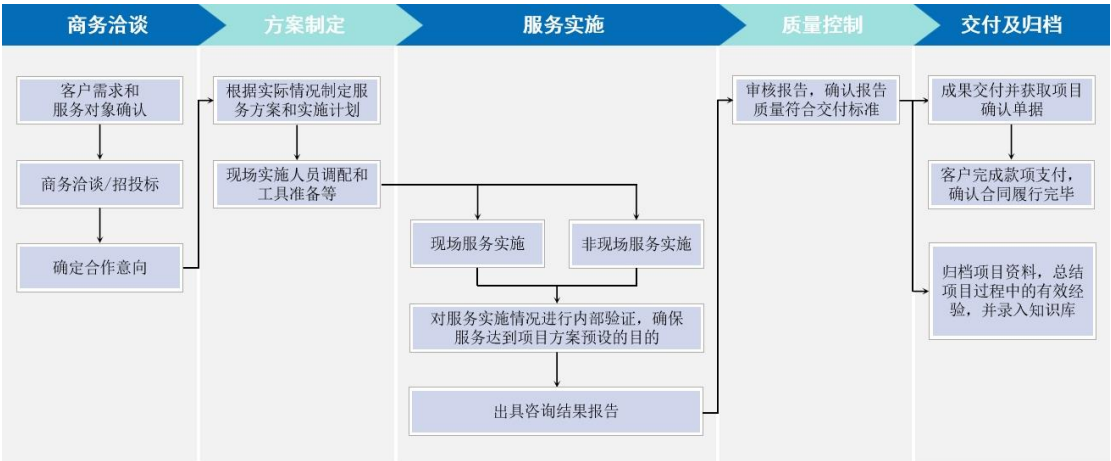 商务洽谈
方案制定
服务实施
质量控制
交付及归档
客户需求和
服务对象确认
商务洽谈/招投标
确定合作意向
根据实际情况制定服
务方案和实施计划
现场实施人员调配和
工具准备等
现场服务实施
非现场服务实施
对服务实施情况进行内部验证，确保
服务达到项目方案预设的目的
出具咨询结果报告
审核报告，确认报告
质量符合交付标准
成果交付并获取项目
确认单据
客户完成款项支付，
确认合同履行完毕
归档项目资料，总结
项目过程中的有效经
验，并录入知识库